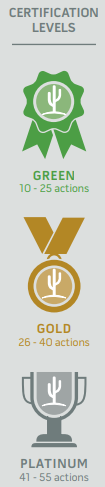 CERTIFICATION
LEVELS
GREEN
10 - 25 actions
GOLD
26 - 40 actions
PLATINUM
41 - 55 actions